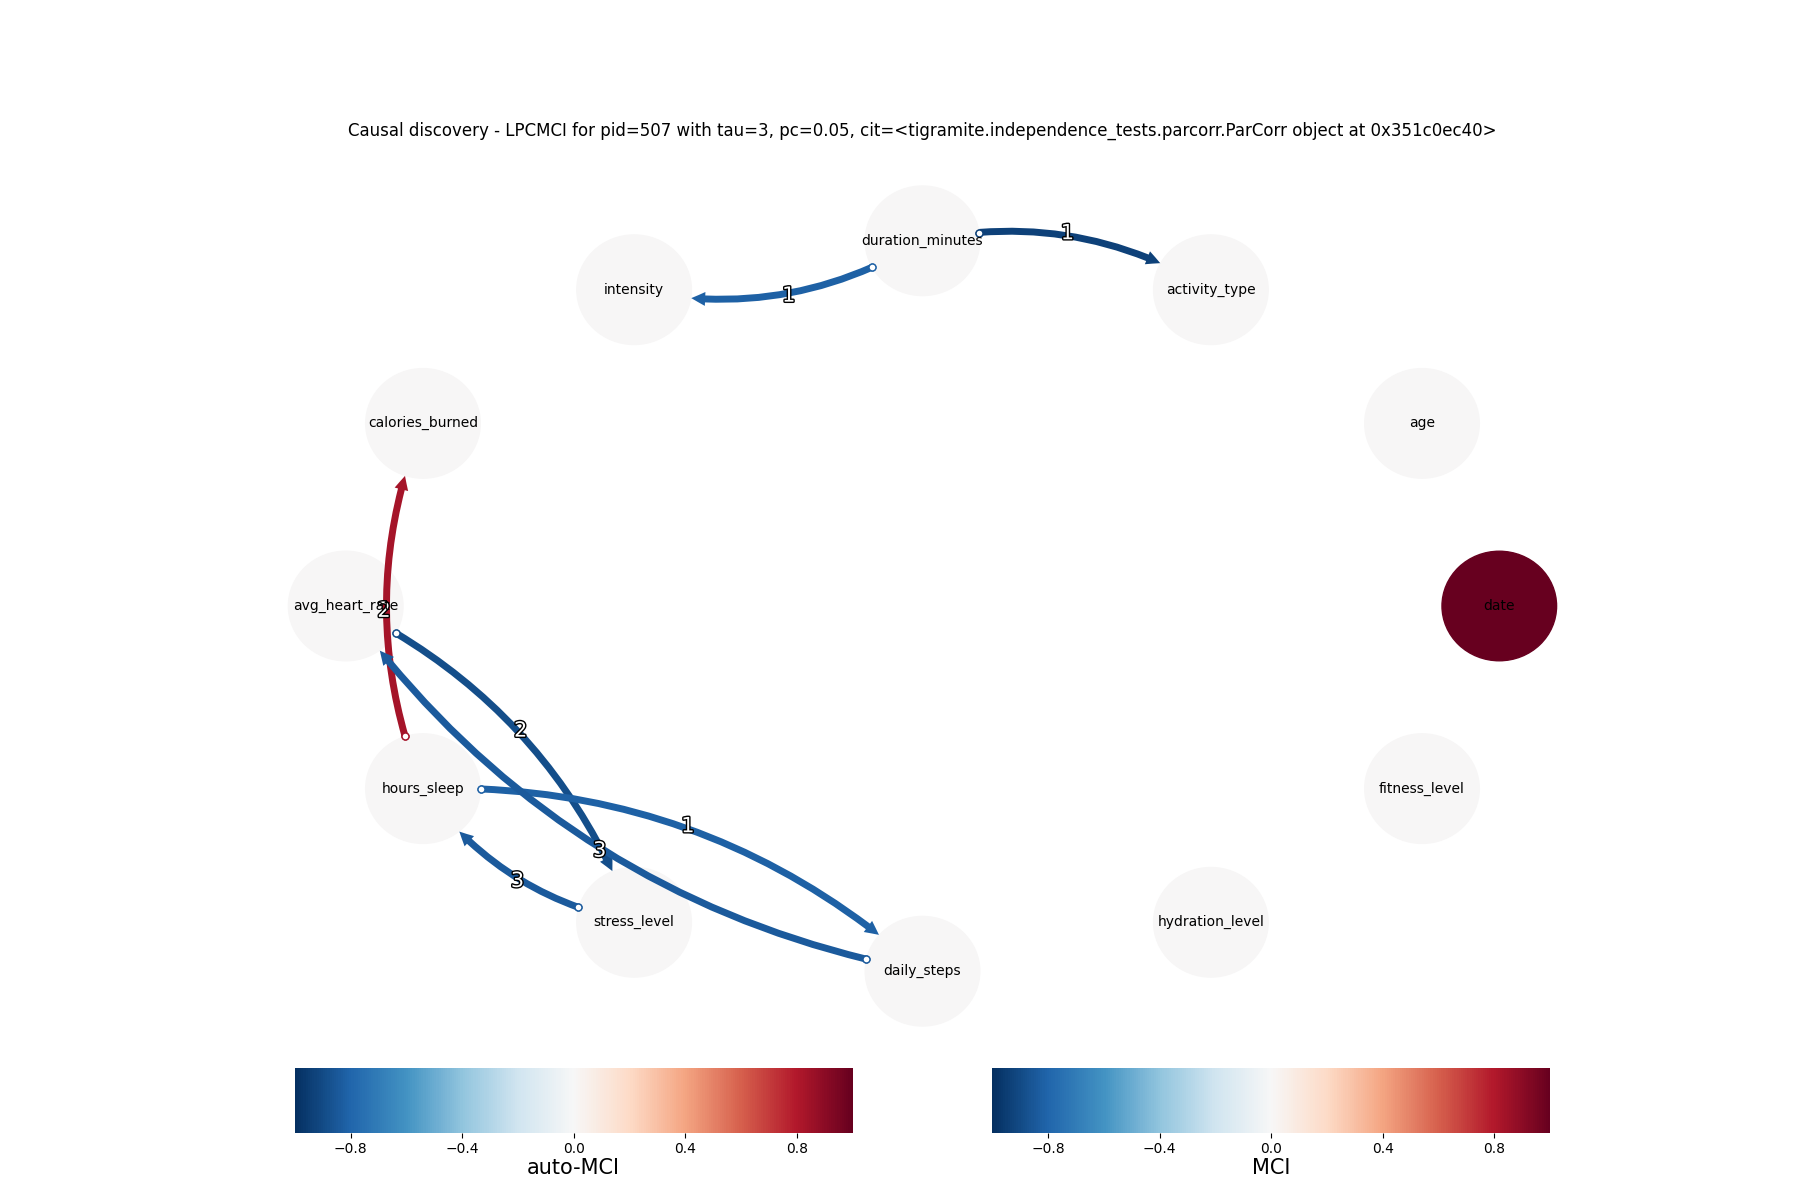 Causal discovery - LPCMCI for pid=507 with tau=3, pc=0.05, cit=<tigramite.independence_tests.parcorr.ParCorr object at 0x351c0ec40>
duration_minutes
1
intensity
1
activity_type
calories_burned
age
2
avg_heart_rate
date
2
hours_sleep
1
fitness_level
3
3
stress_level
hydration_level
daily_steps
−0.8 −0.4 0.0 0.4 0.8
auto-MCI
−0.8 −0.4 0.0 0.4 0.8
MCI